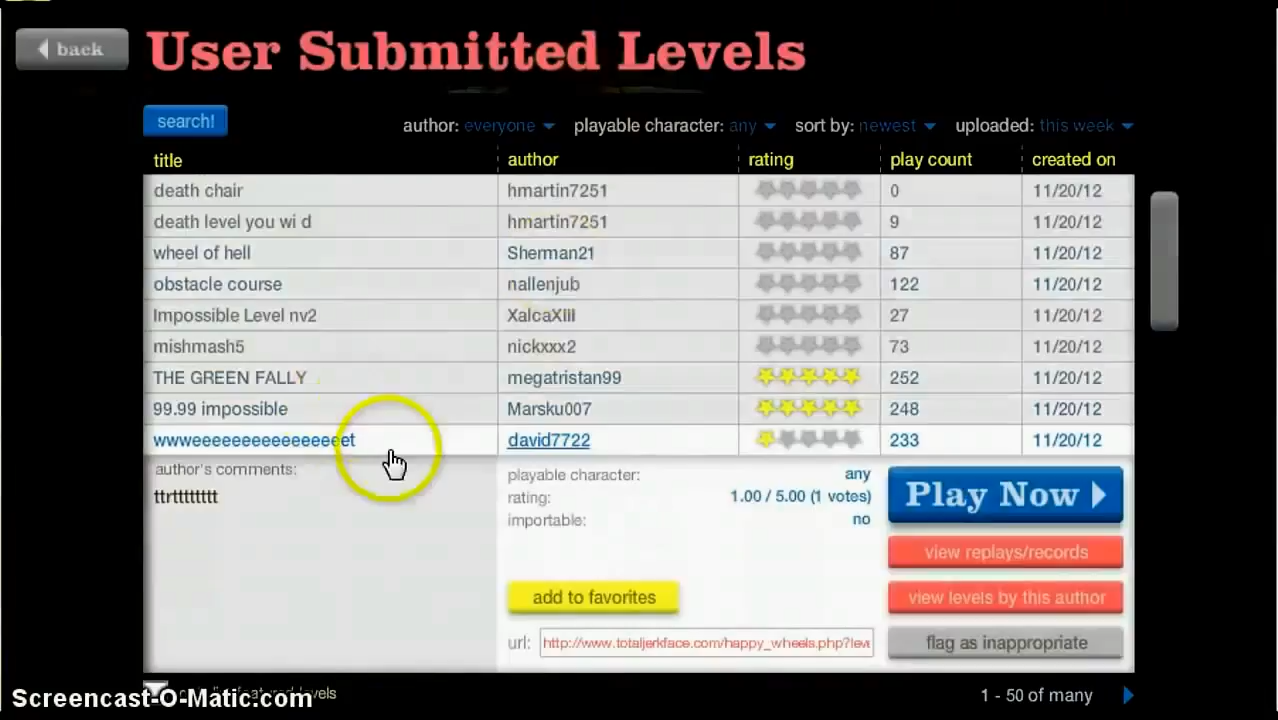 back
User Submitted Levels
search! author: everyone playable character: any sort by: newest uploaded: this week
title author rating play count created on
death chair hmartin7251 0 11/20/12
death level you wi d hmartin7251 9 11/20/12
wheel of hell Sherman21 87 11/20/12
obstacle course nallenjub 122 11/20/12
Impossible Level nv2 XalcaXIII 27 11/20/12
mishmash5 nickxxx2 73 11/20/12
THE GREEN FALLY megatristan99 252 11/20/12
99.99 impossible Marsku007 248 11/20/12
wwweeeeeeeeeeeeeeeet david7722 233 11/20/12
author's comments: playable character: any
ttrtttttttt rating: 1.00 / 5.00 (1 votes) Play Now
importable: no
view replays/records
add to favorites view levels by this author
url: http://www.totaljerkface.com/happy_wheels.php?leve flag as inappropriate
featured levels 1 - 50 of many
Screencast-O-Matic.com